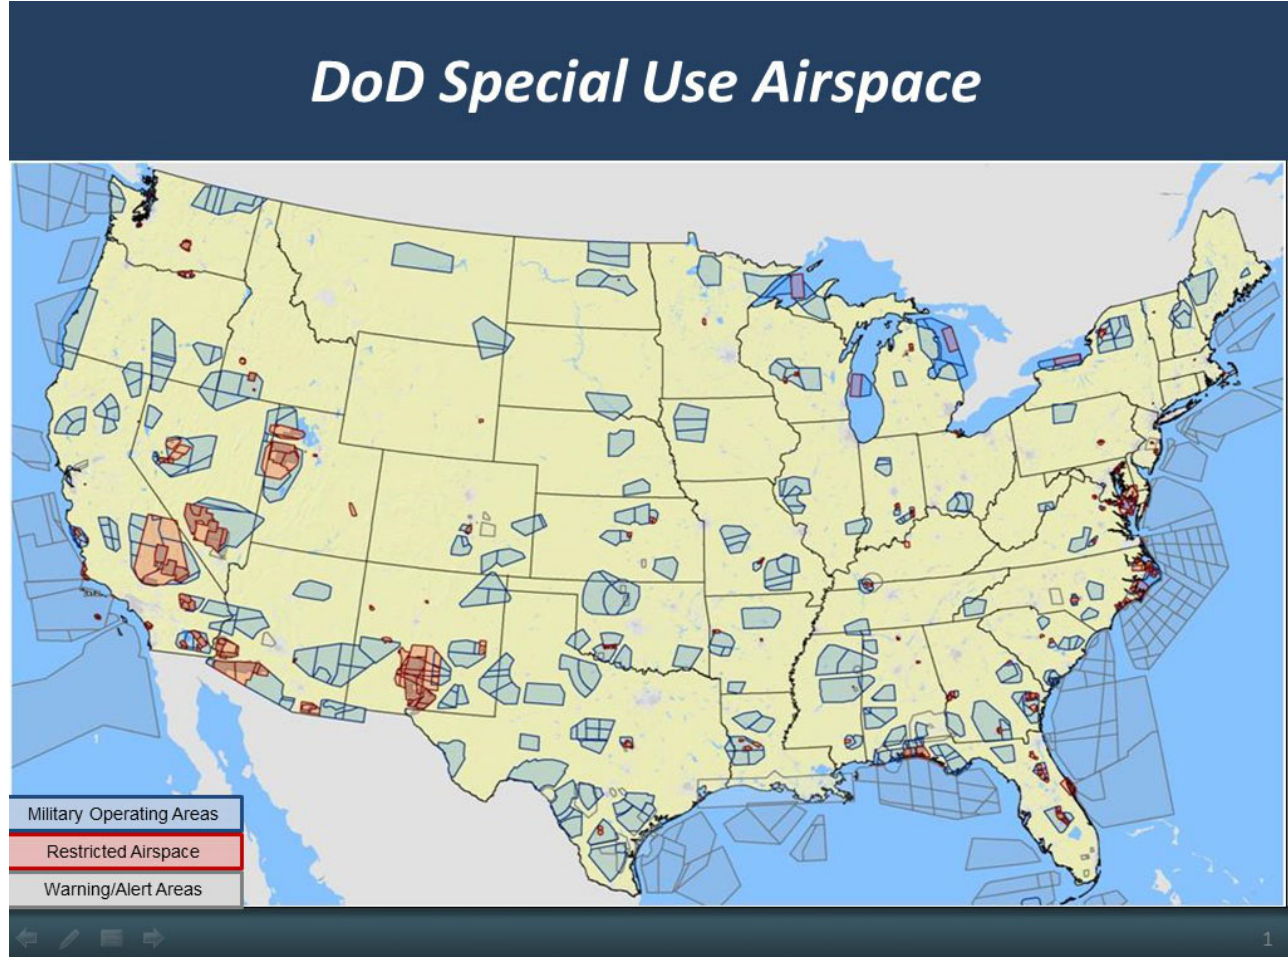 DoD Special Use Airspace
Military Operating Areas
Restricted Airspace
Warning/Alert Areas
1